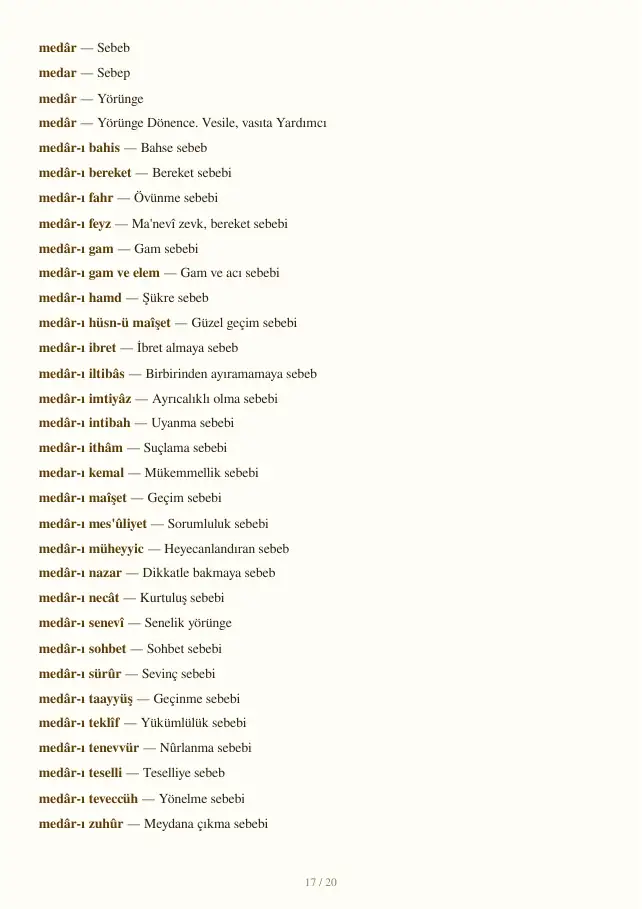 medâr — Sebeb
medar — Sebep
medâr — Yörünge
medâr — Yörünge Dönence. Vesile, vasıta Yardımcı
medâr-ı bahis — Bahse sebeb
medâr-ı bereket — Bereket sebebi
medâr-ı fahr — Övünme sebebi
medâr-ı feyz — Ma'nevî zevk, bereket sebebi
medâr-ı gam — Gam sebebi
medâr-ı gam ve elem — Gam ve acı sebebi
medâr-ı hamd — Şükre sebeb
medâr-ı hüsn-ü maîşet — Güzel geçim sebebi
medâr-ı ibret — İbret almaya sebeb
medâr-ı iltibâs — Birbirinden ayıramamaya sebeb
medâr-ı imtiyâz — Ayrıcalıklı olma sebebi
medâr-ı intibah — Uyanma sebebi
medâr-ı ithâm — Suçlama sebebi
medar-ı kemal — Mükemmellik sebebi
medâr-ı maîşet — Geçim sebebi
medâr-ı mes'ûliyet — Sorumluluk sebebi
medâr-ı müheyyic — Heyecanlandıran sebeb
medâr-ı nazar — Dikkatle bakmaya sebeb
medâr-ı necât — Kurtuluş sebebi
medâr-ı senevî — Senelik yörünge
medâr-ı sohbet — Sohbet sebebi
medâr-ı sürûr — Sevinç sebebi
medâr-ı taayyüş — Geçinme sebebi
medâr-ı teklîf — Yükümlülük sebebi
medâr-ı tenevvür — Nûrlanma sebebi
medâr-ı teselli — Teselliye sebeb
medâr-ı teveccüh — Yönelme sebebi
medâr-ı zuhûr — Meydana çıkma sebebi
17 / 20